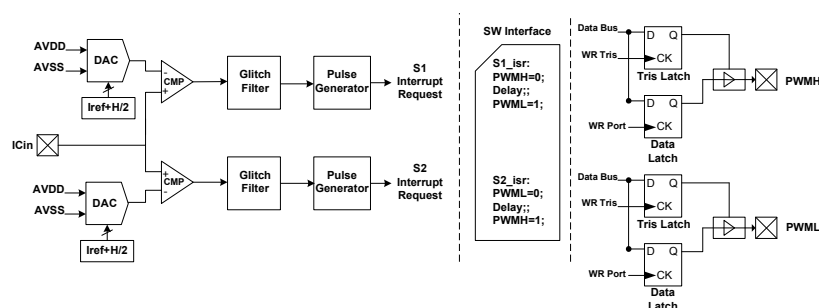 AVDD
AVSS
DAC
Iref+H/2
-
+
CMP
Glitch
Filter
Pulse
Generator
S1
Interrupt
Request
ICin
AVDD
AVSS
DAC
Iref+H/2
+
-
CMP
Glitch
Filter
Pulse
Generator
S2
Interrupt
Request
SW Interface
S1_isr:
PWMH=0;
Delay;;
PWML=1;
S2_isr:
PWML=0;
Delay;;
PWMH=1;
Data Bus
D Q
WR Tris
CK
Tris Latch
PWMH
D Q
WR Port
CK
Data
Latch
Data Bus
D Q
WR Tris
CK
Tris Latch
PWML
D Q
WR Port
CK
Data
Latch